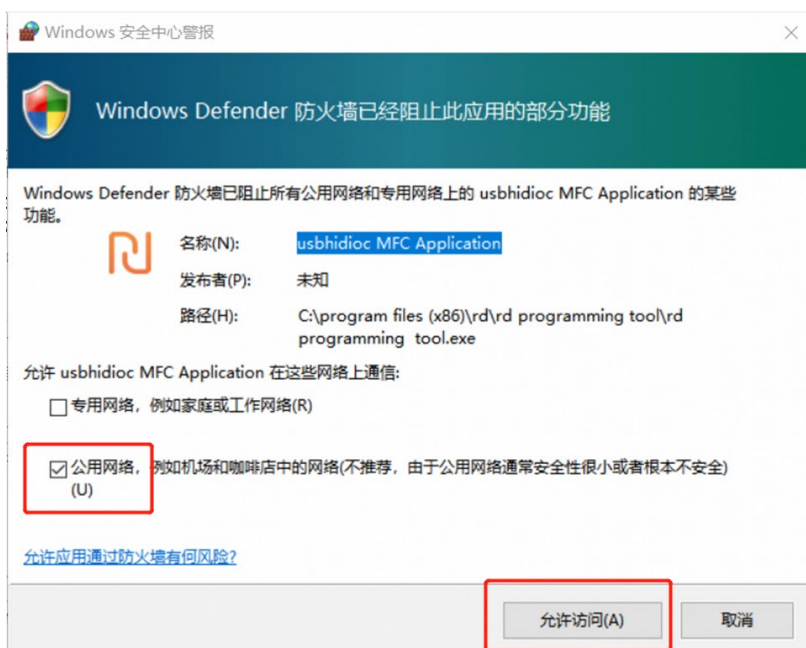 Windows 安全中心警报
Windows Defender 防火墙已经阻止此应用的部分功能
Windows Defender 防火墙已阻止所有公用网络和专用网络上的 usbhidioc MFC Application 的某些
功能。
名称(N): usbhidioc MFC Application
发布者(P): 未知
路径(H): C:\program files (x86)\rd\rd programming tool\rd
programming tool.exe
允许 usbhidioc MFC Application 在这些网络上通信:
专用网络，例如家庭或工作网络(R)
公用网络，例如机场和咖啡店中的网络(不推荐，由于公用网络通常安全性很小或者根本不安全)
(U)
允许应用通过防火墙有何风险?
允许访问(A) 取消